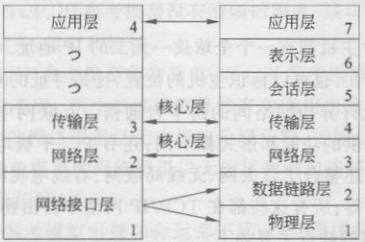 应用层 4
应用层 7
つ
表示层 6
つ
会话层 5
核心层
传输层 3
传输层 4
核心层
网络层 2
网络层 3
网络接口层 1
数据链路层 2
物理层 1